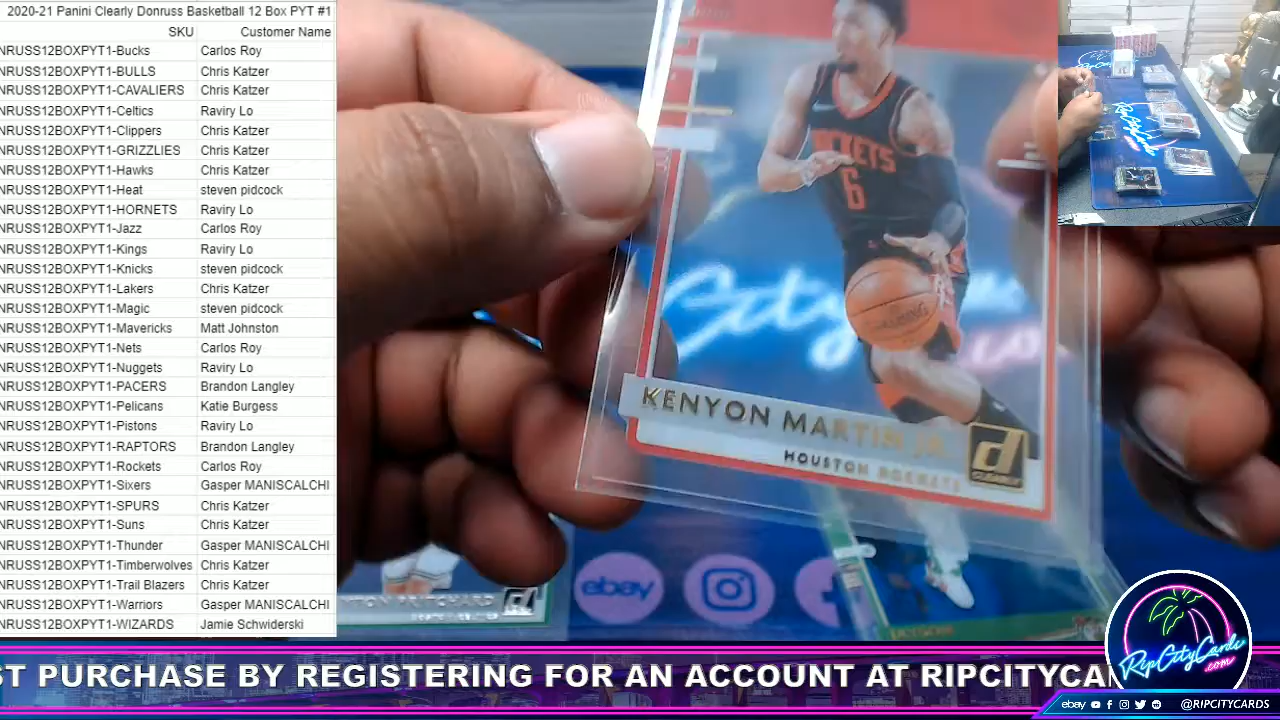 2020-21 Panini Clearly Donruss Basketball 12 Box PYT #1
SKU Customer Name
NRUSS12BOXPYT1-Bucks Carlos Roy
NRUSS12BOXPYT1-BULLS Chris Katzer
NRUSS12BOXPYT1-CAVALIERS Chris Katzer
NRUSS12BOXPYT1-Celtics Raviry Lo
NRUSS12BOXPYT1-Clippers Chris Katzer
NRUSS12BOXPYT1-GRIZZLIES Chris Katzer
NRUSS12BOXPYT1-Hawks Chris Katzer
NRUSS12BOXPYT1-Heat steven pidcock
NRUSS12BOXPYT1-HORNETS Raviry Lo
NRUSS12BOXPYT1-Jazz Carlos Roy
NRUSS12BOXPYT1-Kings Raviry Lo
NRUSS12BOXPYT1-Knicks steven pidcock
NRUSS12BOXPYT1-Lakers Chris Katzer
NRUSS12BOXPYT1-Magic steven pidcock
NRUSS12BOXPYT1-Mavericks Matt Johnston
NRUSS12BOXPYT1-Nets Carlos Roy
NRUSS12BOXPYT1-Nuggets Raviry Lo
NRUSS12BOXPYT1-PACERS Brandon Langley
NRUSS12BOXPYT1-Pelicans Katie Burgess
NRUSS12BOXPYT1-Pistons Raviry Lo
NRUSS12BOXPYT1-RAPTORS Brandon Langley
NRUSS12BOXPYT1-Rockets Carlos Roy
NRUSS12BOXPYT1-Sixers Gasper MANISCALCHI
NRUSS12BOXPYT1-SPURS Chris Katzer
NRUSS12BOXPYT1-Suns Chris Katzer
NRUSS12BOXPYT1-Thunder Gasper MANISCALCHI
NRUSS12BOXPYT1-Timberwolves Chris Katzer
NRUSS12BOXPYT1-Trail Blazers Chris Katzer
NRUSS12BOXPYT1-Warriors Gasper MANISCALCHI
NRUSS12BOXPYT1-WIZARDS Jamie Schwiderski
ROCKETS
6
KENYON MARTIN JR.
HOUSTON ROCKETS
d
CLEARLY
ebay
ST PURCHASE BY REGISTERING FOR AN ACCOUNT AT RIPCITYCA
RipCityCards
.com
ebay @RIPCITYCARDS